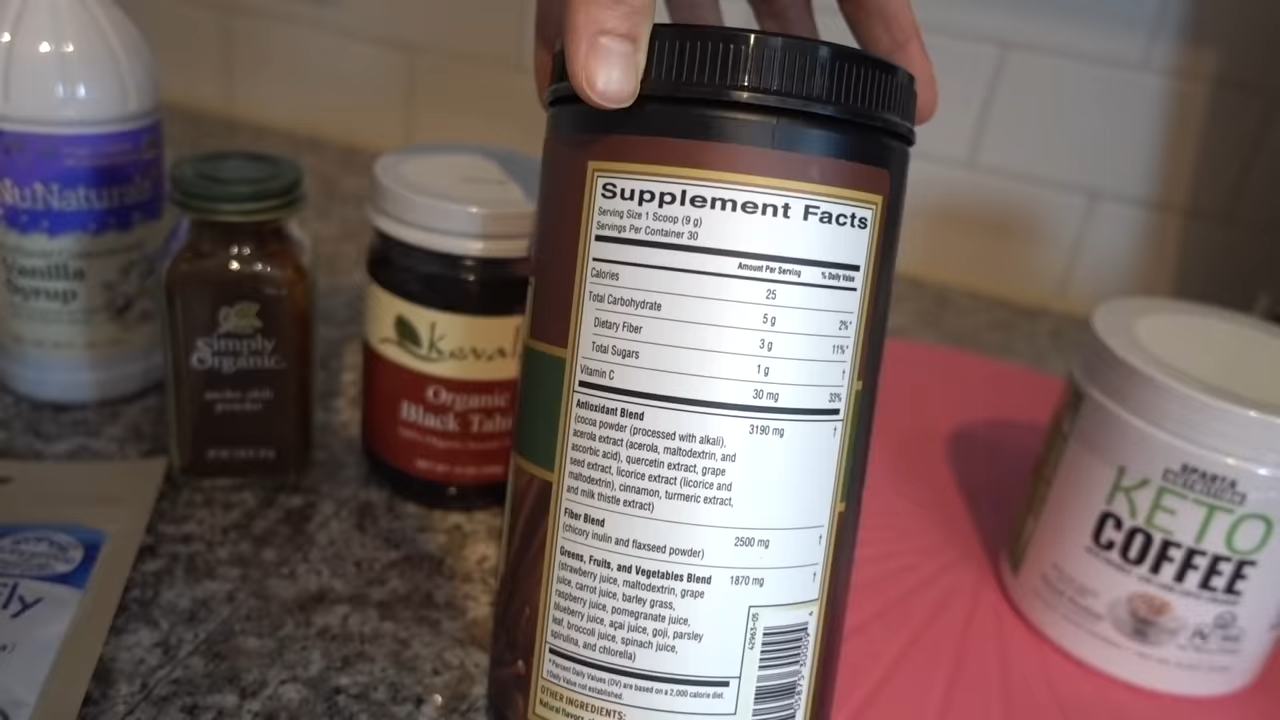 NuNaturals
Vanilla
Syrup
Simply
Organic
Organic
Black
Supplement Facts
Serving Size 1 Scoop (9 g)
Servings Per Container 30
Amount Per Serving % Daily Value
Calories 25
Total Carbohydrate 5 g 2%*
Dietary Fiber 3 g 11%*
Total Sugars 1 g †
Vitamin C 30 mg 33%
Antioxidant Blend 3190 mg †
(cocoa powder (processed with alkali),
acerola extract (acerola, maltodextrin, and
ascorbic acid), quercetin extract, grape
seed extract, licorice extract (licorice and
maltodextrin), cinnamon, turmeric extract,
and milk thistle extract)
Fiber Blend 2500 mg †
(chicory inulin and flaxseed powder)
Greens, Fruits, and Vegetables Blend 1870 mg †
(strawberry juice, maltodextrin, grape
juice, carrot juice, barley grass,
raspberry juice, pomegranate juice,
blueberry juice, açai juice, goji, parsley
leaf, broccoli juice, spinach juice,
spirulina, and chlorella)
*Percent Daily Values (DV) are based on a 2,000 calorie diet.
†Daily Value not established.
OTHER INGREDIENTS:
Natural flavors,
42963-05
KETO
COFFEE